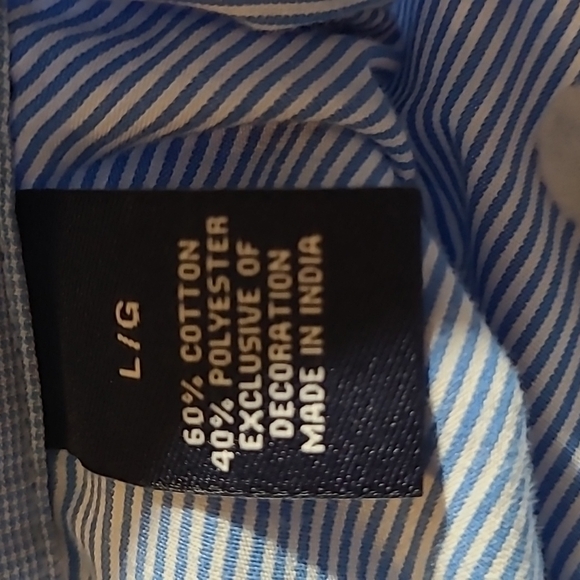 L/G
60% COTTON
40% POLYESTER
EXCLUSIVE OF
DECORATION
MADE IN INDIA